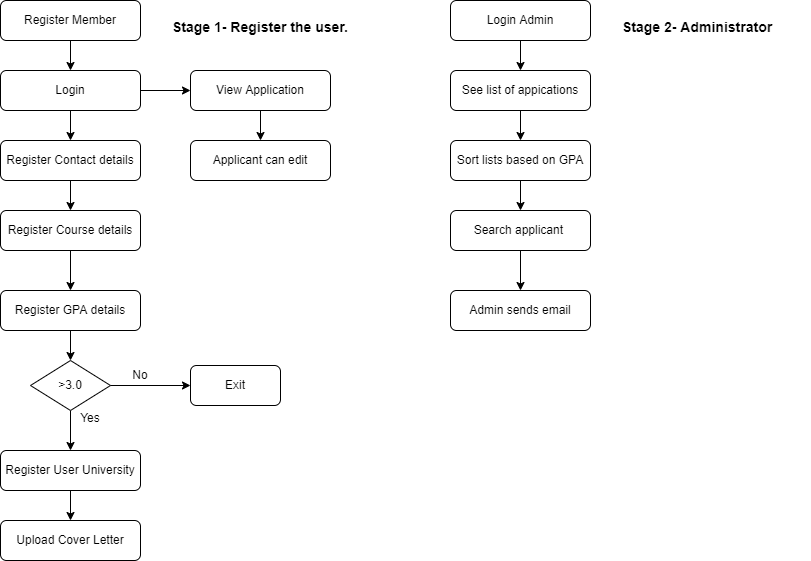 Register Member
Stage 1- Register the user.
Login
View Application
Register Contact details
Applicant can edit
Register Course details
Register GPA details
>3.0
No
Exit
Yes
Register User University
Upload Cover Letter
Login Admin
Stage 2- Administrator
See list of appications
Sort lists based on GPA
Search applicant
Admin sends email